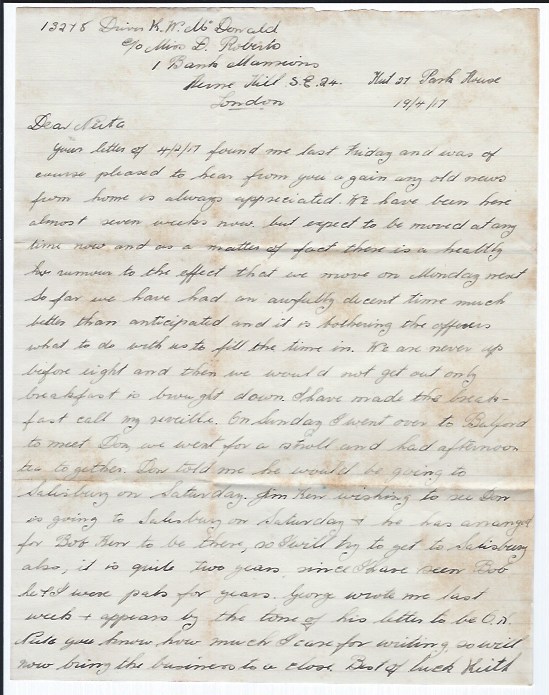 13275 Driver K. W. McDonald
c/o Miss D. Roberts
1 Bank Mansions
Herne Hill, S.E. 24. Hut 27 Park House
London 19/4/17
Dear Neita
Your letter of 4/2/17 found me last Friday and was of
course pleased to hear from you again any old news
from home is always appreciated. We have been here
almost seven weeks now, but expect to be moved at any
time now and as a matter of fact there is a healthy
rumour to the effect that we move on Monday next
So far we have had an awfully decent time much
better than anticipated and it is bothering the officers
what to do with us to fill the time in. We are never up
before eight and then we would not get out only
breakfast is brought down. I have made the break-
fast call my reveille. On Sunday I went over to Bulford
to meet Don, we went for a stroll and had afternoon
tea together. Don told me he would be going to
Salisbury on Saturday. Jim Kerr wishing to see Don
is going to Salisbury on Saturday + he has arranged
for Bob Kerr to be there, so I will try to get to Salisbury
also, it is quite two years since I have seen Bob
he + I were pals for years. George wrote me last
week + appears by the tone of his letter to be O.K.
Neita you know how much I care for writing so will
now bring the business to a close. Best of luck Keith